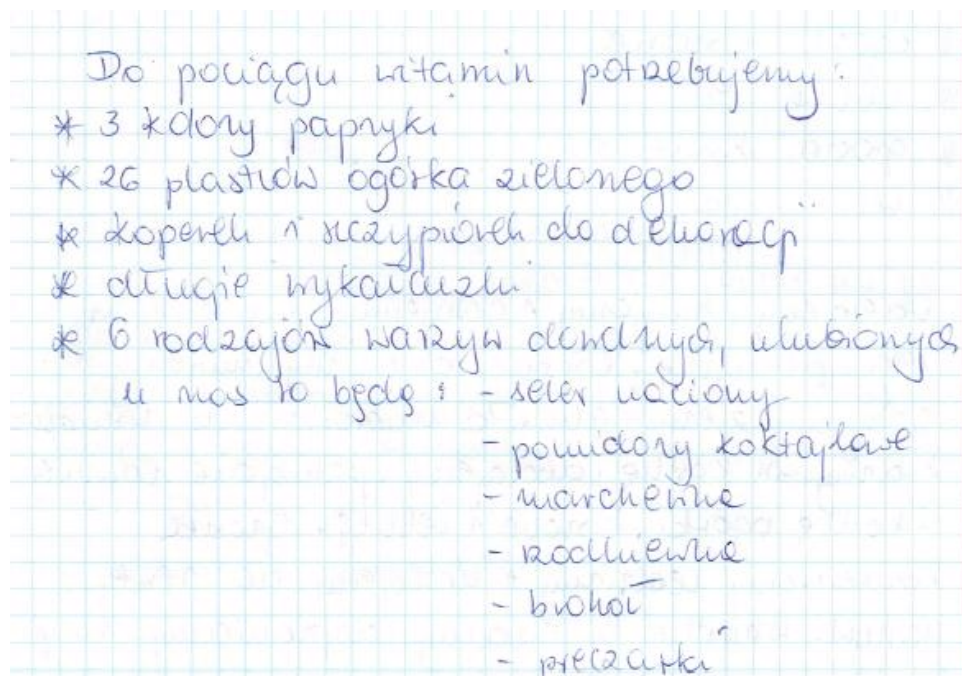 Do pociągu witamin potrzebujemy:
* 3 kolory papryki
* 26 plastrów ogórka zielonego
* koperek i szczypiorek do dekoracji
* długie wykałaczki
* 6 rodzajów warzyw dowolnych, ulubionych
u nas to będą: - seler naciowy
- pomidory koktajlowe
- marchewka
- rzodkiewka
- brokuł
- pieczarki